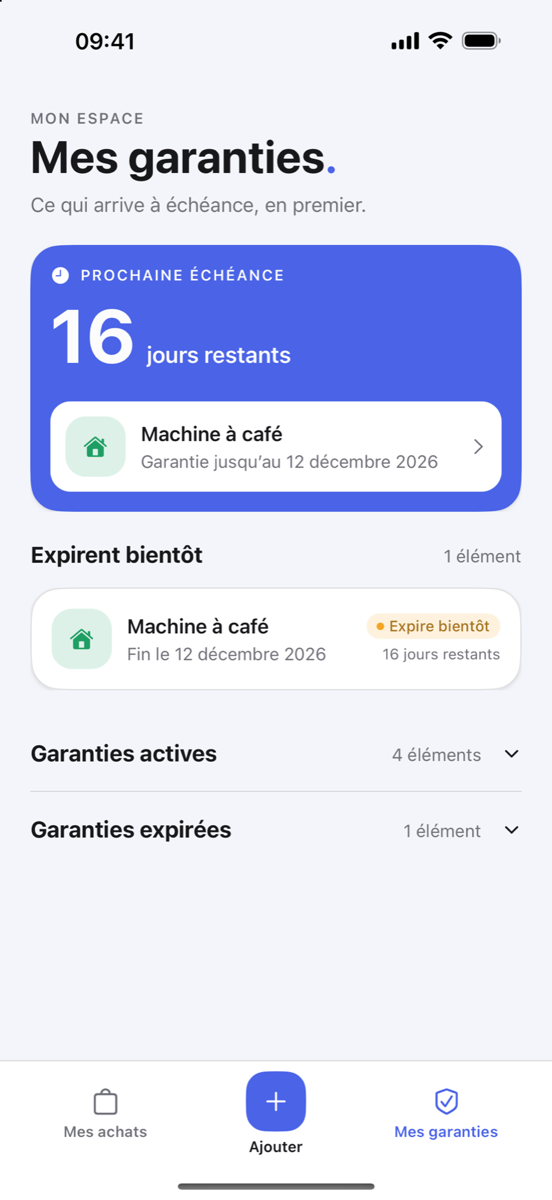 09:41
MON ESPACE
Mes garanties.
Ce qui arrive à échéance, en premier.
PROCHAINE ÉCHÉANCE
16 jours restants
Machine à café
Garantie jusqu’au 12 décembre 2026
Expirent bientôt
1 élément
Machine à café
Expire bientôt
Fin le 12 décembre 2026
16 jours restants
Garanties actives
4 éléments
Garanties expirées
1 élément
Mes achats
Ajouter
Mes garanties